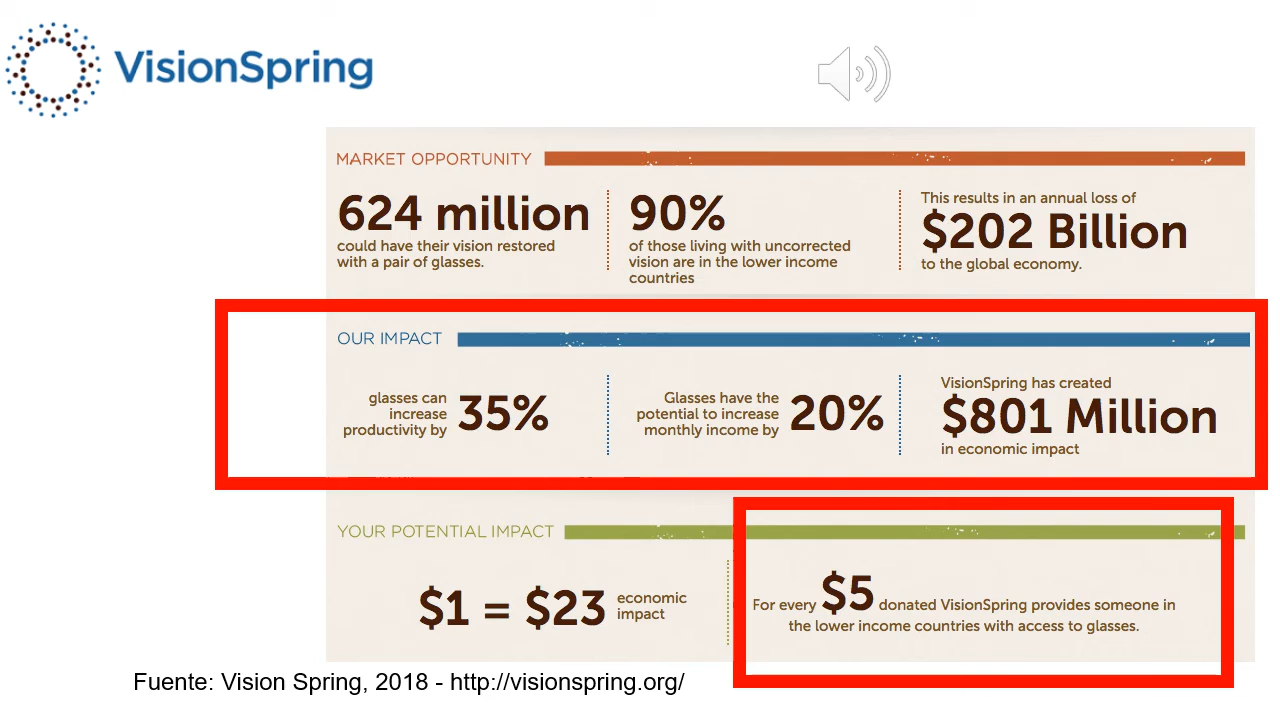 VisionSpring
MARKET OPPORTUNITY
624 million
could have their vision restored
with a pair of glasses.
90%
of those living with uncorrected
vision are in the lower income
countries
This results in an annual loss of
$202 Billion
to the global economy.
OUR IMPACT
glasses can
increase
productivity by
35%
Glasses have the
potential to increase
monthly income by
20%
VisionSpring has created
$801 Million
in economic impact
YOUR POTENTIAL IMPACT
$1 = $23
economic
impact
For every $5 donated VisionSpring provides someone in
the lower income countries with access to glasses.
Fuente: Vision Spring, 2018 - http://visionspring.org/